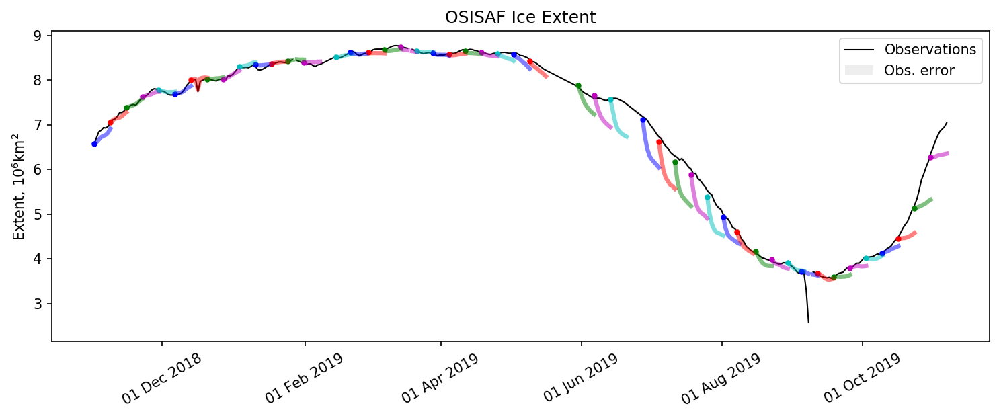 OSISAF Ice Extent
Observations
Obs. error
Extent, 10⁶km²
9
8
7
6
5
4
3
01 Dec 2018
01 Feb 2019
01 Apr 2019
01 Jun 2019
01 Aug 2019
01 Oct 2019